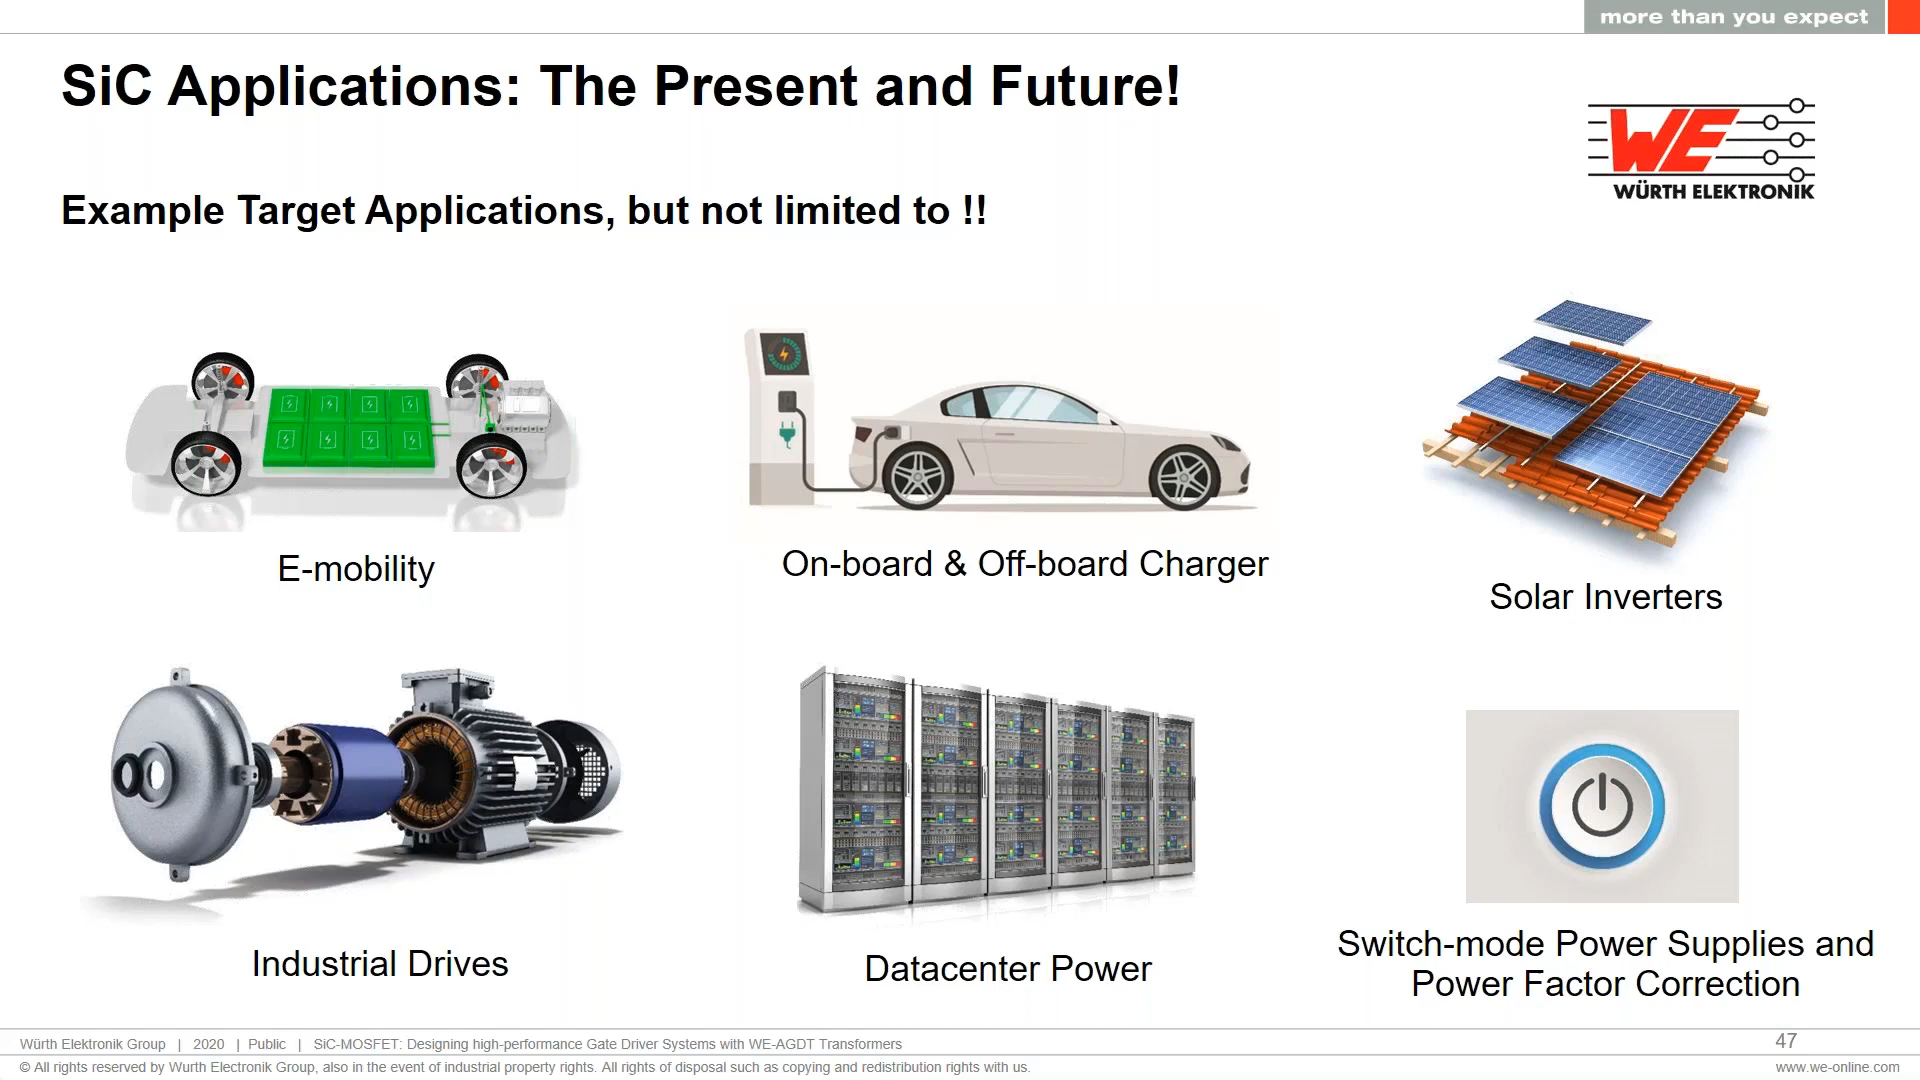 more than you expect
SiC Applications: The Present and Future!
WE
WÜRTH ELEKTRONIK
Example Target Applications, but not limited to !!
E-mobility
On-board & Off-board Charger
Solar Inverters
Industrial Drives
Datacenter Power
Switch-mode Power Supplies and
Power Factor Correction
Würth Elektronik Group | 2020 | Public | SiC-MOSFET: Designing high-performance Gate Driver Systems with WE-AGDT Transformers
47
© All rights reserved by Wurth Electronik Group, also in the event of industrial property rights. All rights of disposal such as copying and redistribution rights with us.
www.we-online.com